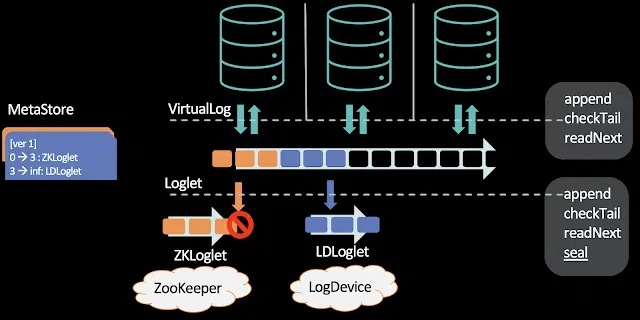 MetaStore
[ver 1]
0 → 3 : ZKLoglet
3 → inf: LDLoglet
VirtualLog
append
checkTail
readNext
Loglet
append
checkTail
readNext
seal
ZKLoglet
LDLoglet
ZooKeeper
LogDevice